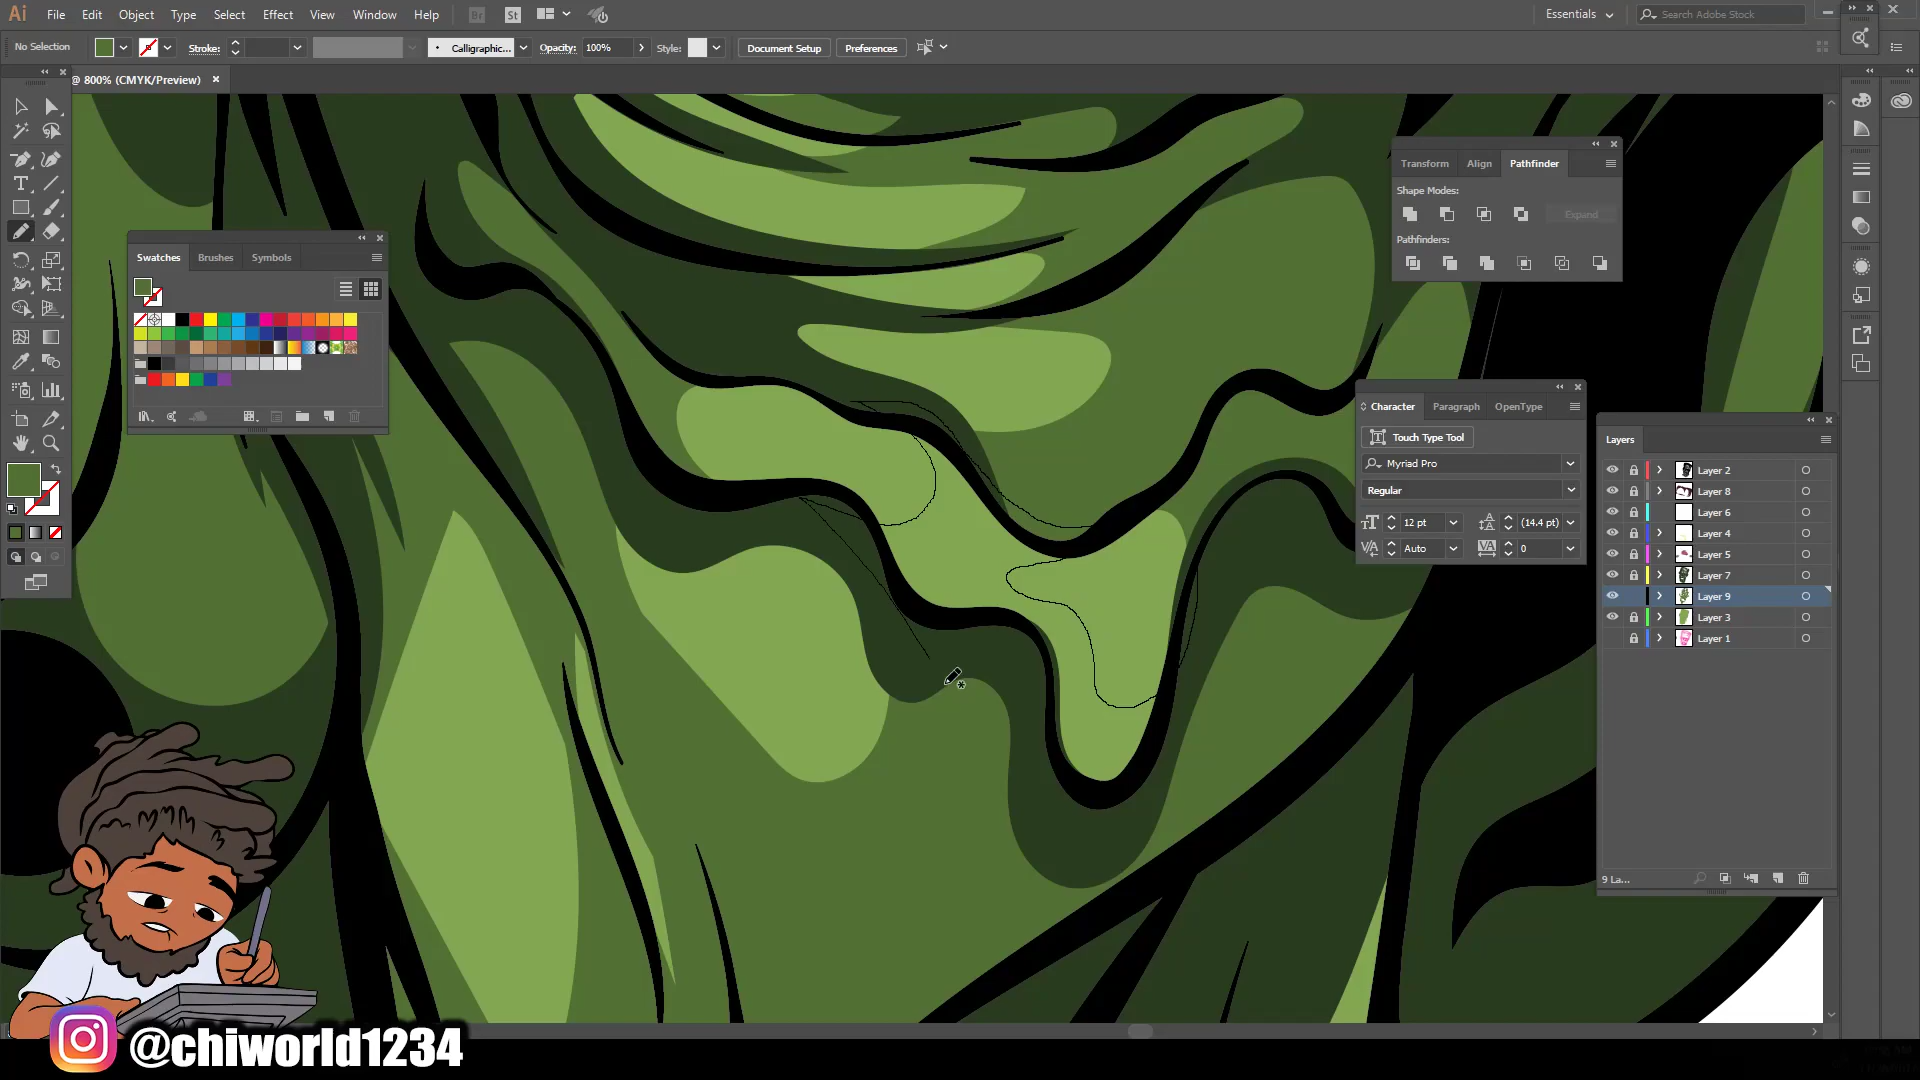 Ai File Edit Object Type Select Effect View Window Help Br St Essentials Search Adobe Stock
No Selection Stroke: Calligraphic... Opacity: 100% Style: Document Setup Preferences
@ 800% (CMYK/Preview)
Transform Align Pathfinder
Shape Modes:
Expand
Pathfinders:
Swatches Brushes Symbols
Character Paragraph OpenType
Touch Type Tool
Myriad Pro
Regular
12 pt (14.4 pt)
Auto 0
Layers
Layer 2
Layer 8
Layer 6
Layer 4
Layer 5
Layer 7
Layer 9
Layer 3
Layer 1
9 La...
@chiworld1234